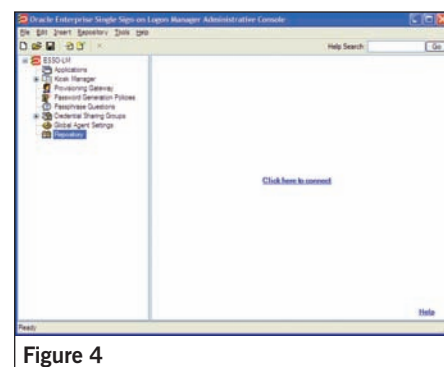 Oracle Enterprise Single Sign-on Logon Manager Administrative Console
File Edit Insert Repository Tools Help
Help Search: Go
ESSO-LM
Applications
Kiosk Manager
Provisioning Gateway
Password Generation Policies
Passphrase Questions
Credential Sharing Groups
Global Agent Settings
Repository
Click here to connect
Help
Ready
Figure 4